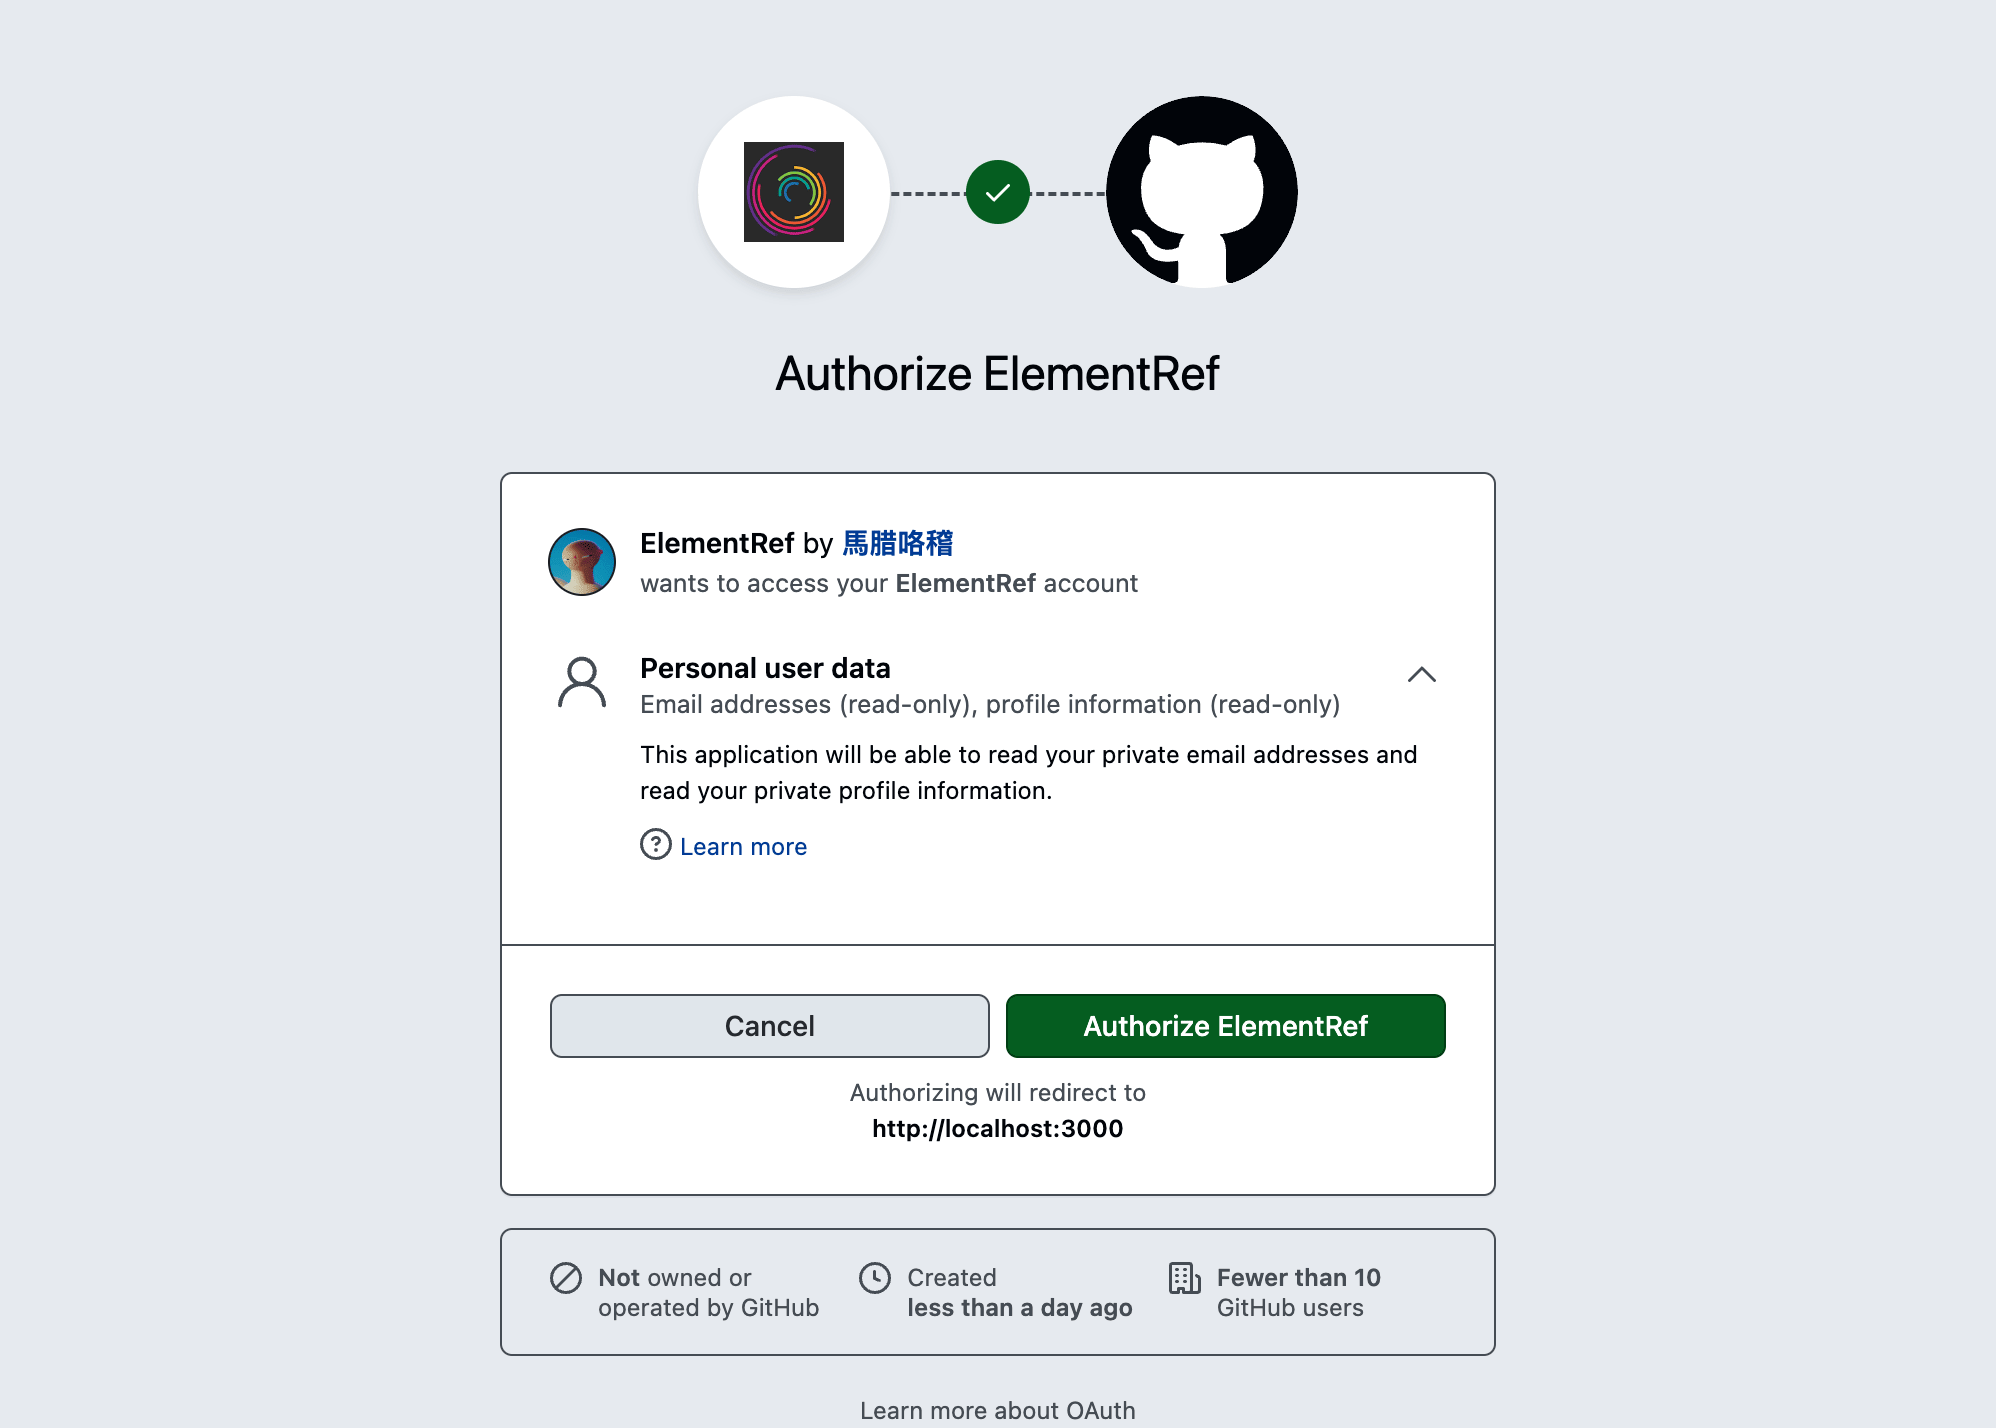 Authorize ElementRef
ElementRef by 馬腊咯稽
wants to access your ElementRef account
Personal user data
Email addresses (read-only), profile information (read-only)
This application will be able to read your private email addresses and
read your private profile information.
Learn more
Cancel
Authorize ElementRef
Authorizing will redirect to
http://localhost:3000
Not owned or
operated by GitHub
Created
less than a day ago
Fewer than 10
GitHub users
Learn more about OAuth